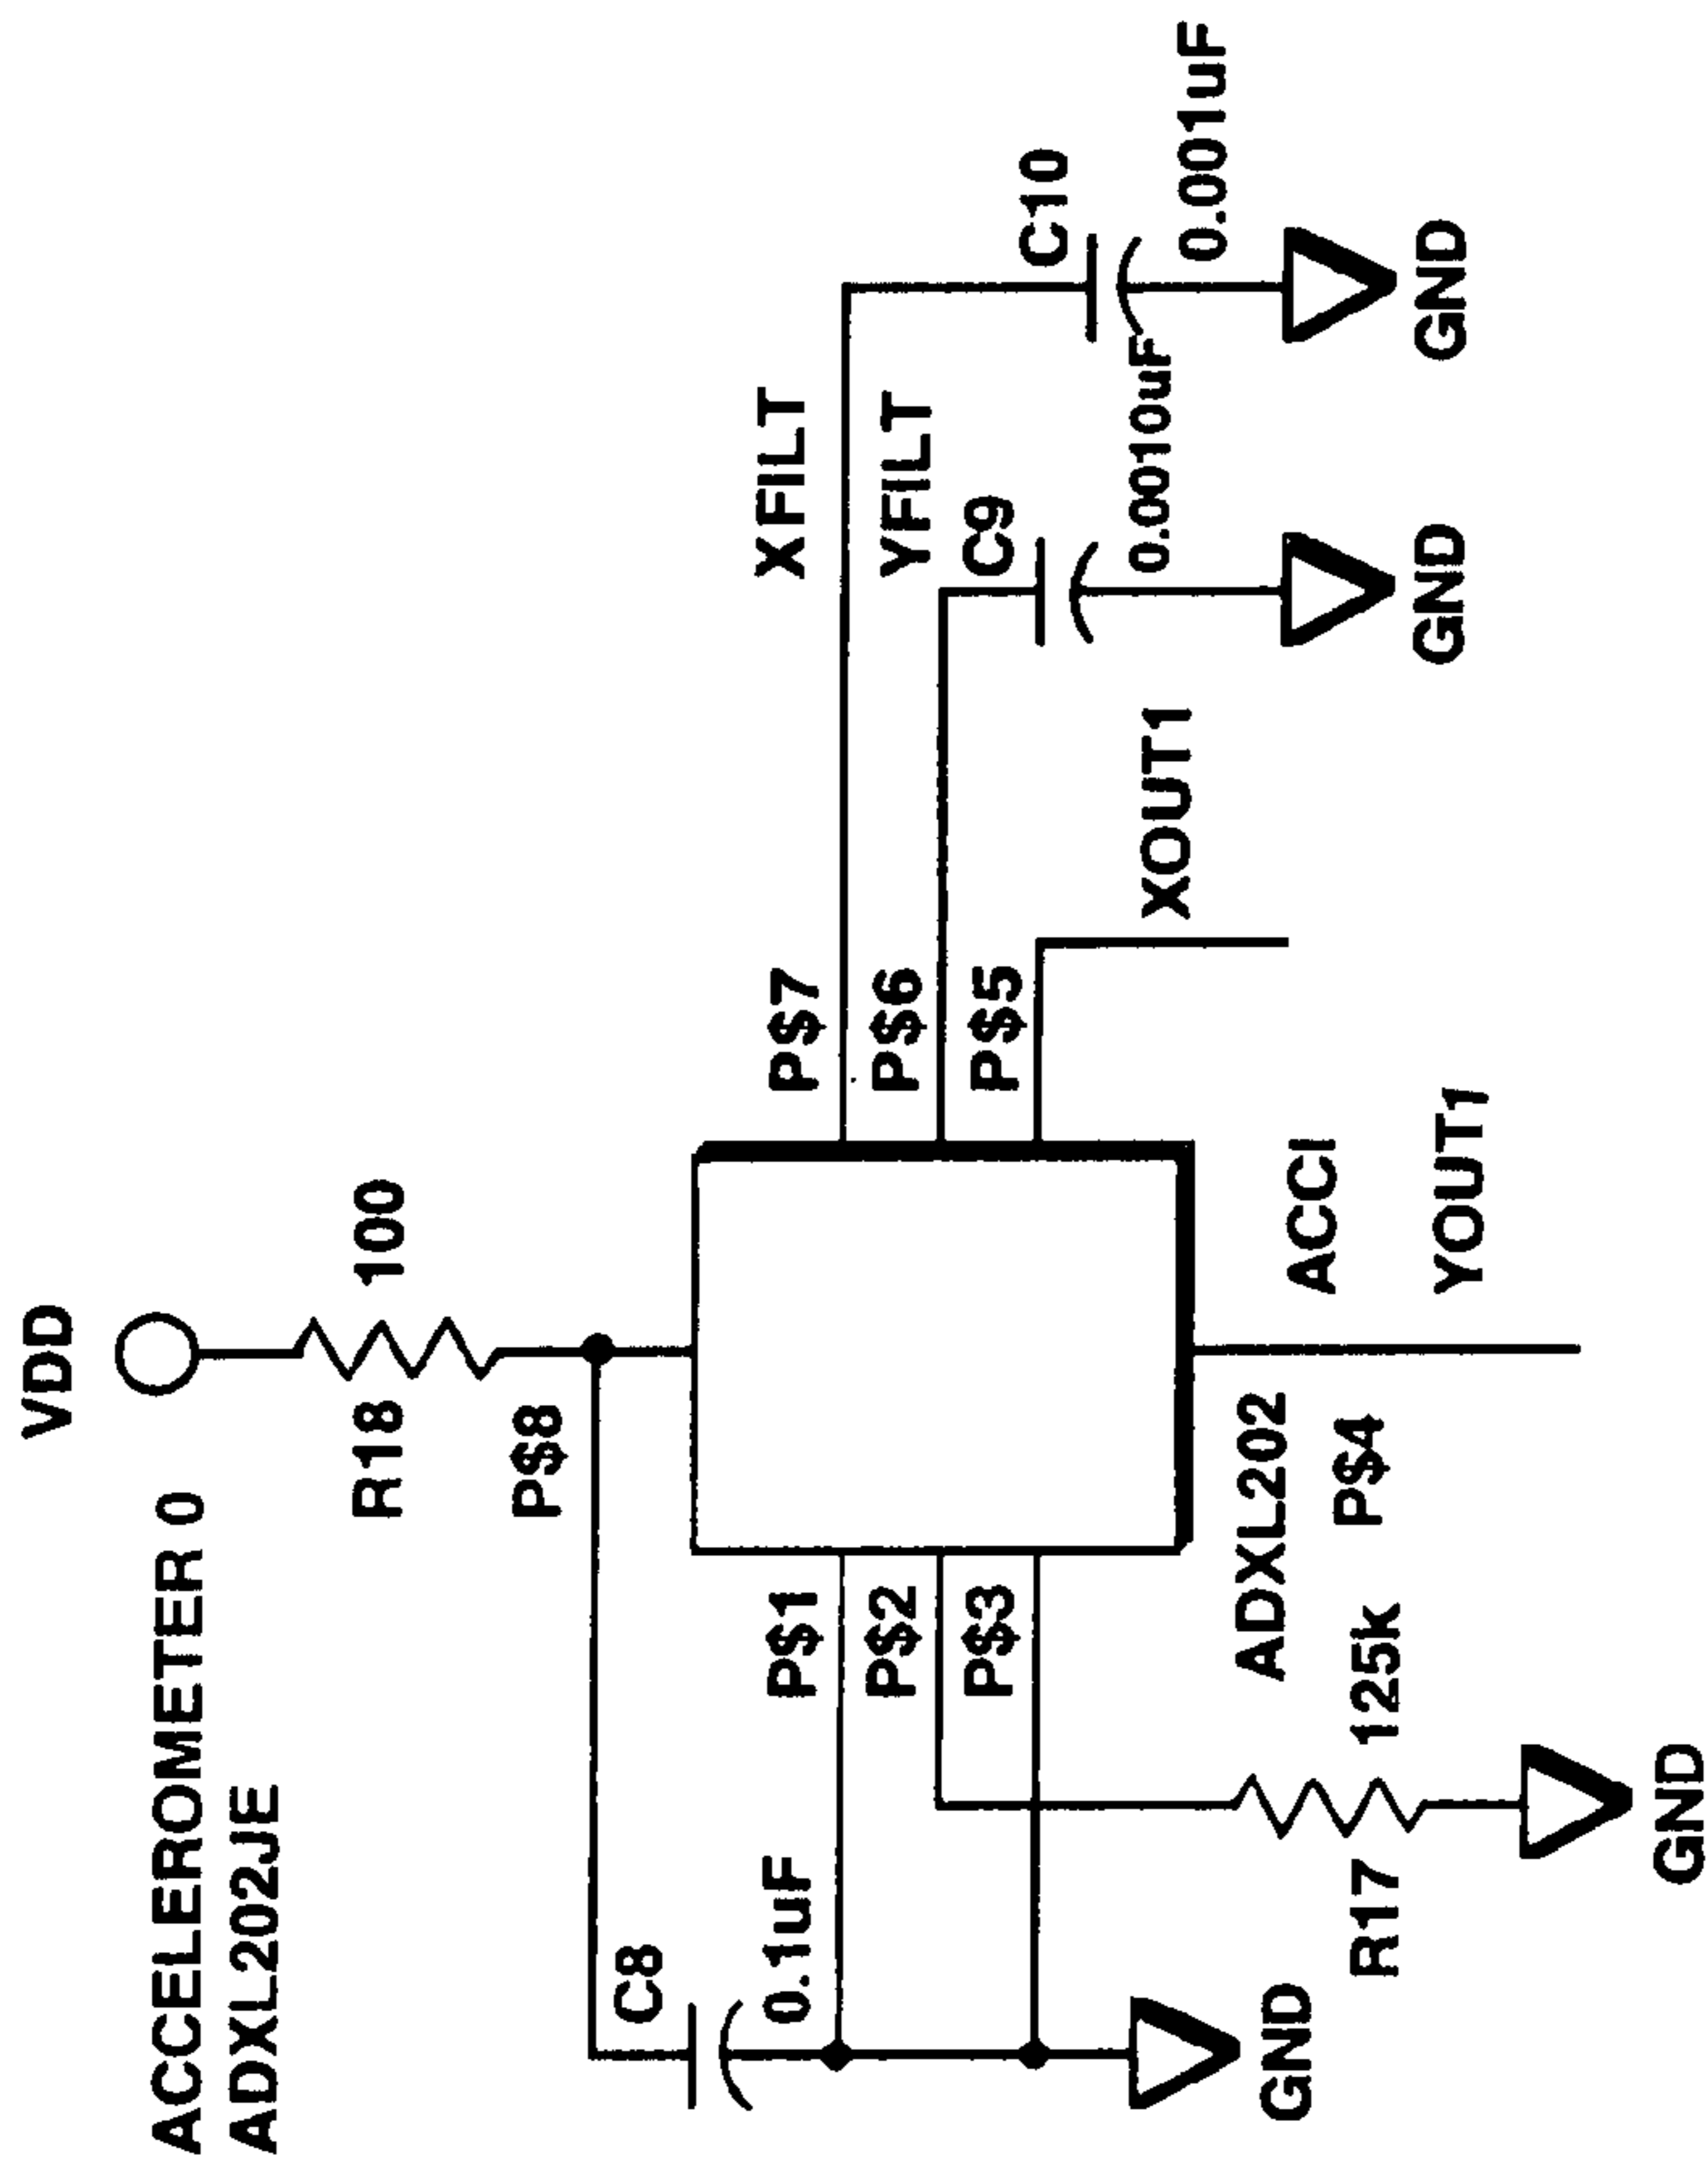 ACCELEROMETER 0
ADXL202JE
VDD
R18 100
P$8
C8
0.1uF
P$1
P$2
P$3
P$7
P$6
P$5
XFILT
YFILT
C9
0.0010uF
C10
0.001uF
XOUT1
ADXL202
ACCI
P$4
YOUT1
R17 125k
GND
GND
GND
GND